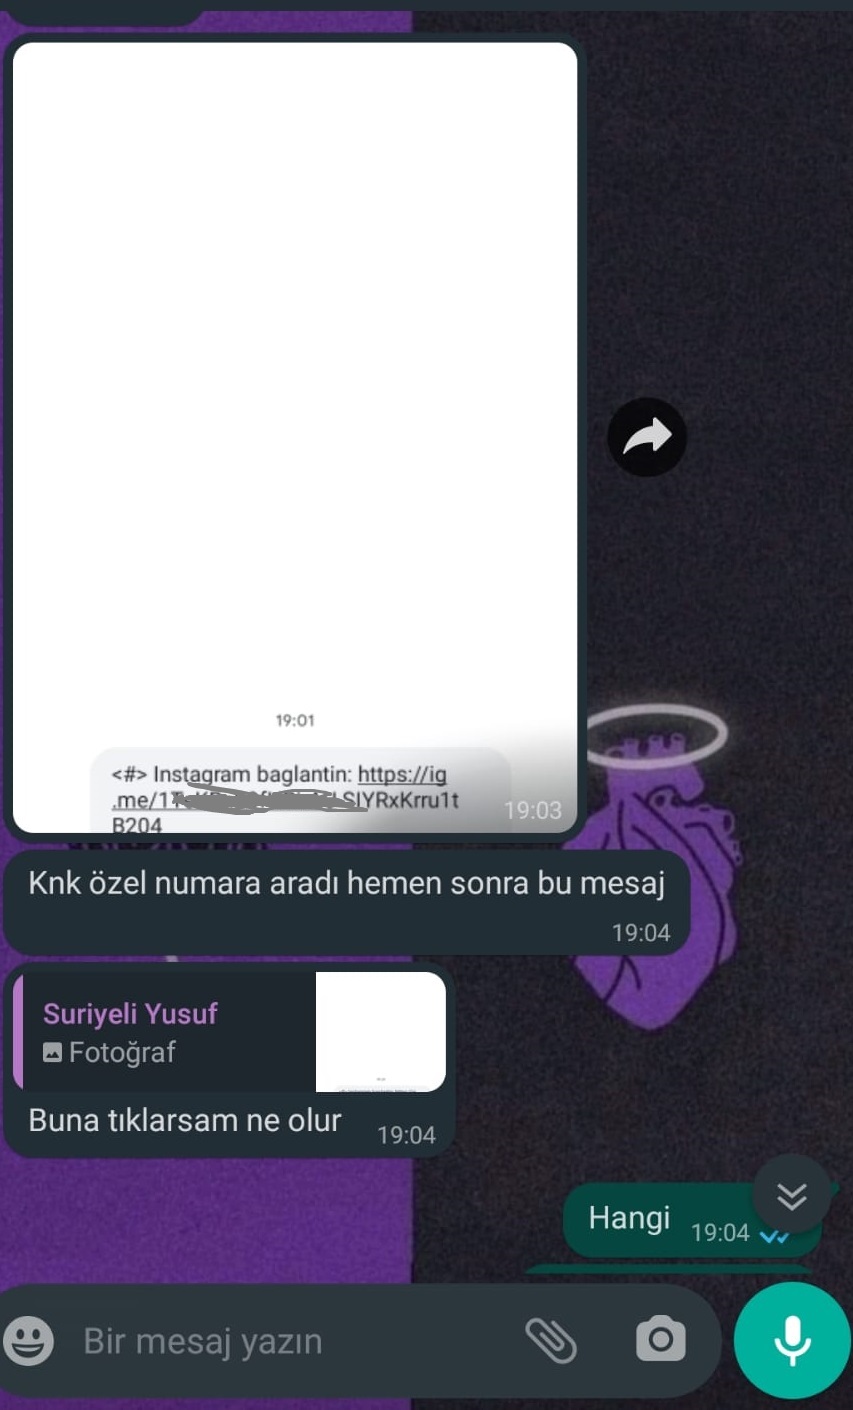 19:01
<#> Instagram baglantin: https://ig
.me/1 SIYRxKrru1t
B204
19:03
Knk özel numara aradı hemen sonra bu mesaj
19:04
Suriyeli Yusuf
Fotoğraf
Buna tıklarsam ne olur
19:04
Hangi
19:04
Bir mesaj yazın